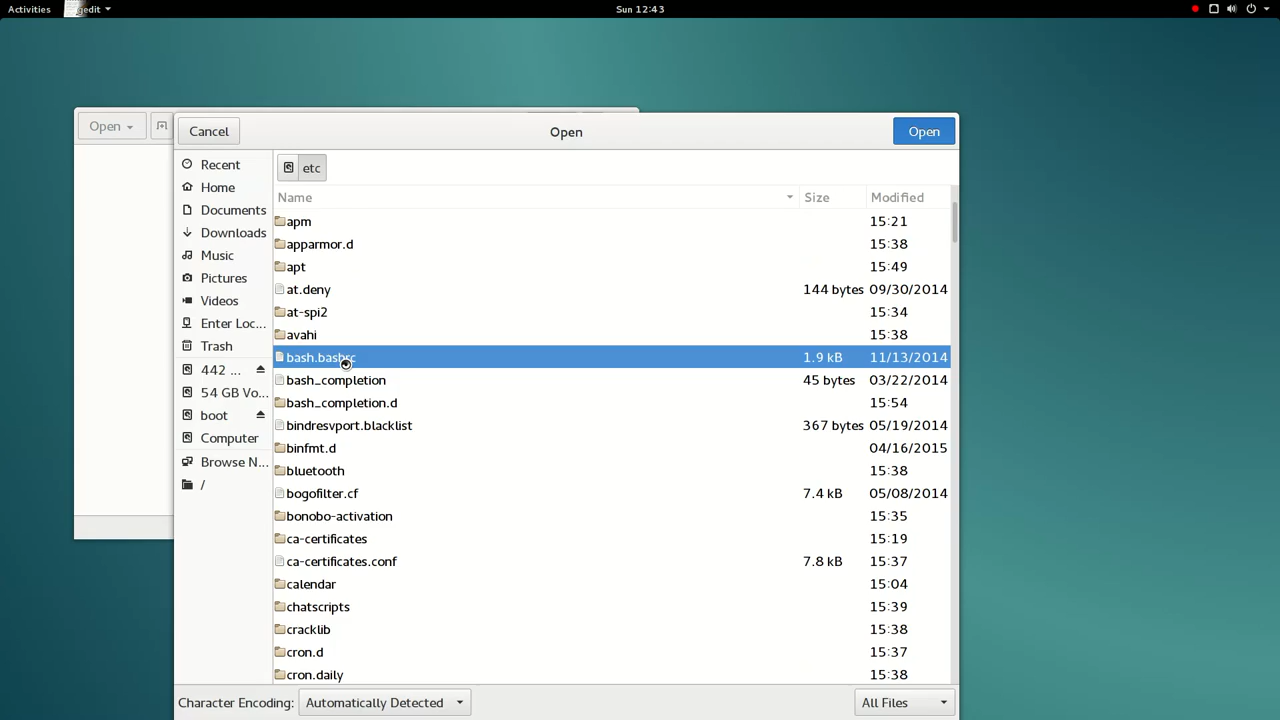 Activities gedit Sun 12:43
Open
Cancel Open Open
Recent
Home
Documents
Downloads
Music
Pictures
Videos
Enter Loc...
Trash
442 ...
54 GB Vo...
boot
Computer
Browse N...
/
etc
Name Size Modified
apm 15:21
apparmor.d 15:38
apt 15:49
at.deny 144 bytes 09/30/2014
at-spi2 15:34
avahi 15:38
bash.bashrc 1.9 kB 11/13/2014
bash_completion 45 bytes 03/22/2014
bash_completion.d 15:54
bindresvport.blacklist 367 bytes 05/19/2014
binfmt.d 04/16/2015
bluetooth 15:38
bogofilter.cf 7.4 kB 05/08/2014
bonobo-activation 15:35
ca-certificates 15:19
ca-certificates.conf 7.8 kB 15:37
calendar 15:04
chatscripts 15:39
cracklib 15:38
cron.d 15:37
cron.daily 15:38
Character Encoding: Automatically Detected All Files